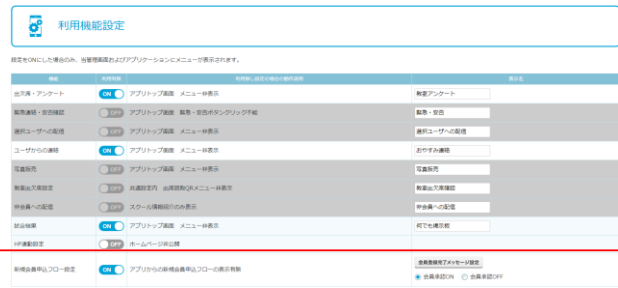 利用機能設定
設定をONにした場合のみ、当管理画面およびアプリケーションにメニューが表示されます。
機能 利用有無 利用無し設定の場合の動作説明 表示名
出欠席・アンケート ON アプリトップ画面 メニュー非表示 教室アンケート
緊急連絡・安否確認 OFF アプリトップ画面 緊急・安否ボタンクリック不可 緊急・安否
選択ユーザへの配信 OFF アプリトップ画面 メニュー非表示 選択ユーザへの配信
ユーザからの連絡 ON アプリトップ画面 メニュー非表示 おやすみ連絡
写真販売 OFF アプリトップ画面 メニュー非表示 写真販売
教室出欠席設定 OFF 共通設定内 出席読取QRメニュー非表示 教室出欠席確認
非会員への配信 OFF スクール情報紹介のみ表示 非会員への配信
試合結果 ON アプリトップ画面 メニュー非表示 何でも掲示板
HP連動設定 OFF ホームページ非公開
会員登録完了メッセージ設定
新規会員申込フロー設定 ON アプリからの新規会員申込フローの表示有無
会員承認ON 会員承認OFF